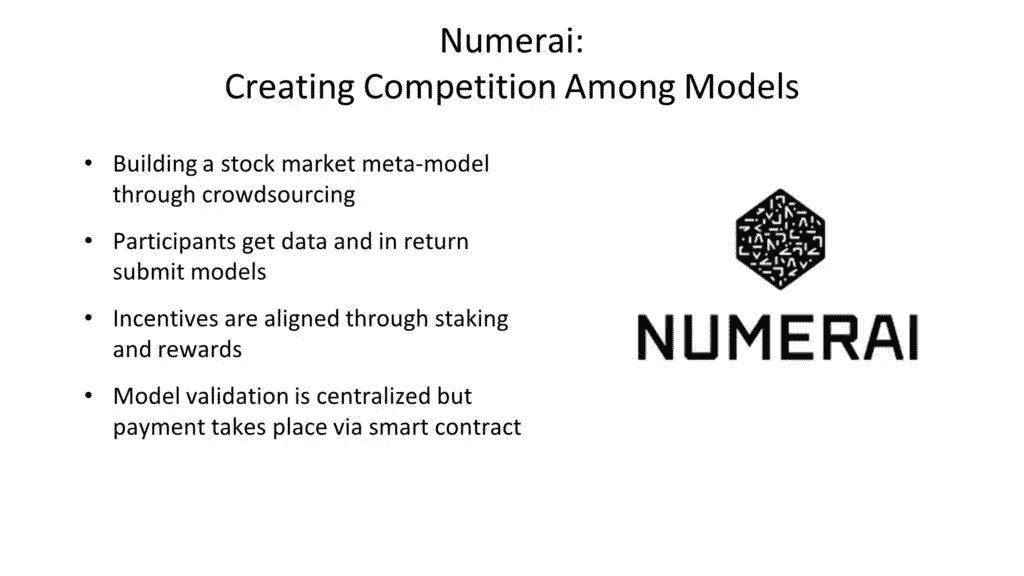 Numerai:
Creating Competition Among Models
• Building a stock market meta-model
through crowdsourcing
• Participants get data and in return
submit models
• Incentives are aligned through staking
and rewards
• Model validation is centralized but
payment takes place via smart contract
NUMERAI